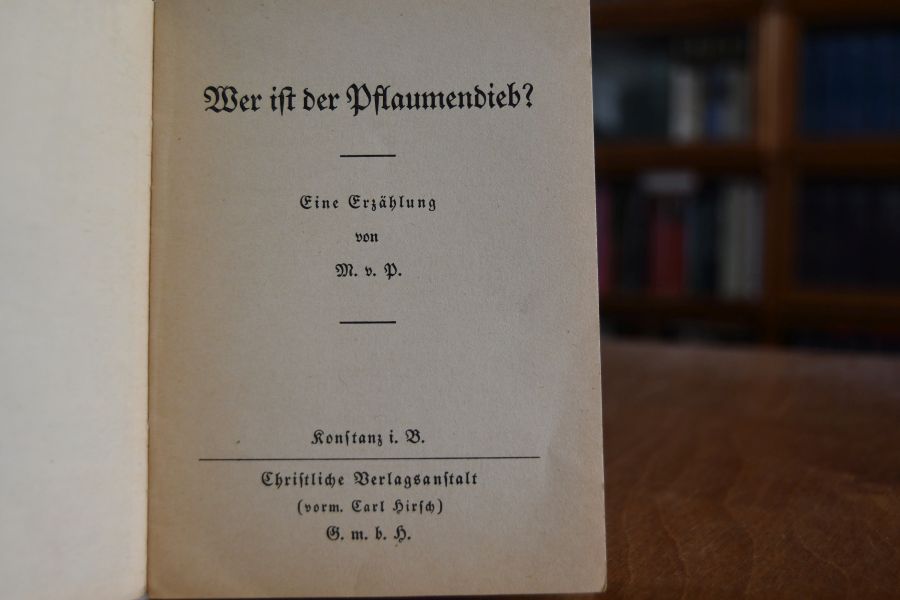 Wer ist der Pflaumendieb?
Eine Erzählung
von
M. v. P.
Konstanz i. B.
Christliche Verlagsanstalt
(vorm. Carl Hirsch)
G. m. b. H.